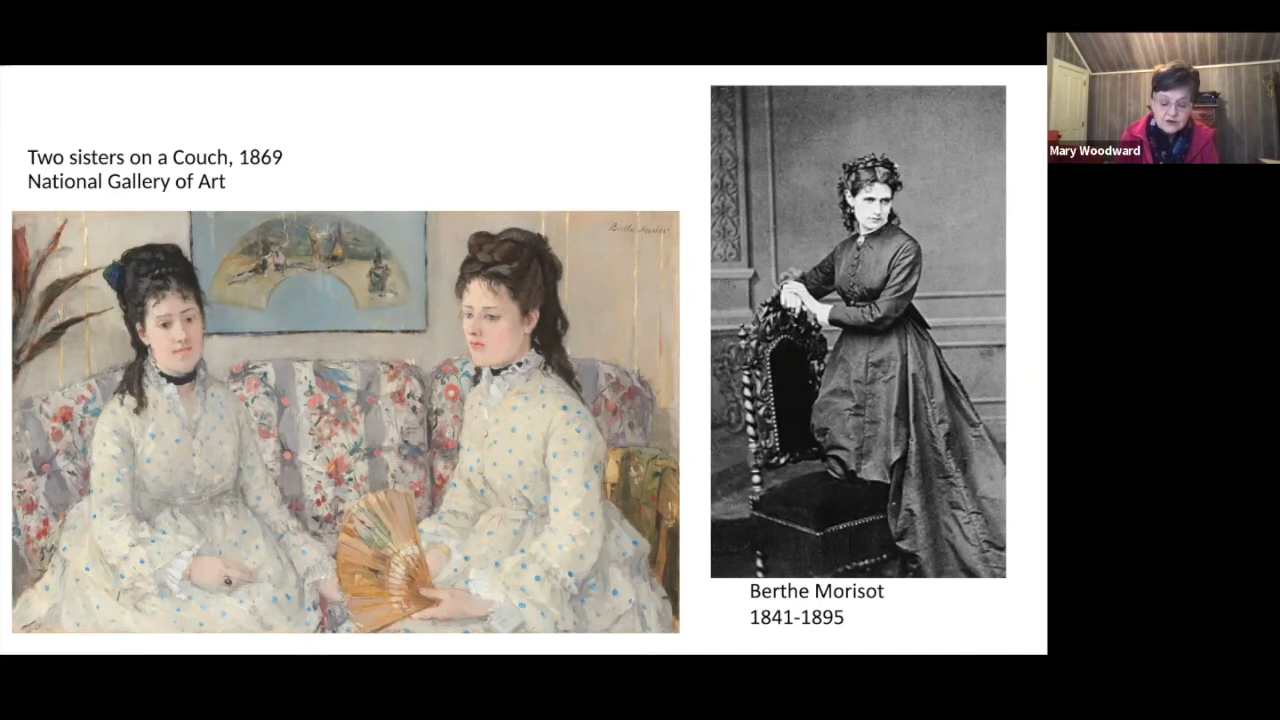 Two sisters on a Couch, 1869
National Gallery of Art
Berthe Morisot
1841-1895
Mary Woodward